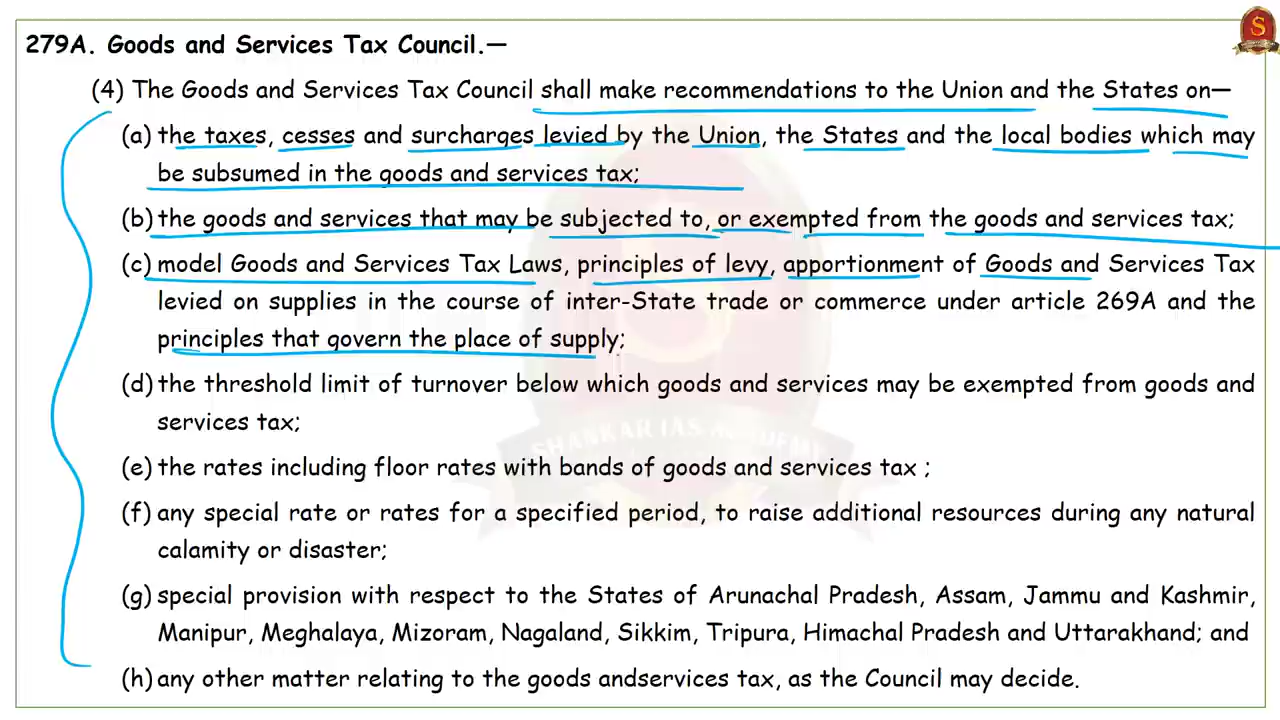 279A. Goods and Services Tax Council.—
(4) The Goods and Services Tax Council shall make recommendations to the Union and the States on—
(a) the taxes, cesses and surcharges levied by the Union, the States and the local bodies which may
be subsumed in the goods and services tax;
(b) the goods and services that may be subjected to, or exempted from the goods and services tax;
(c) model Goods and Services Tax Laws, principles of levy, apportionment of Goods and Services Tax
levied on supplies in the course of inter-State trade or commerce under article 269A and the
principles that govern the place of supply;
(d) the threshold limit of turnover below which goods and services may be exempted from goods and
services tax;
SHANKAR IAS ACADEMY
(e) the rates including floor rates with bands of goods and services tax ;
(f) any special rate or rates for a specified period, to raise additional resources during any natural
calamity or disaster;
(g) special provision with respect to the States of Arunachal Pradesh, Assam, Jammu and Kashmir,
Manipur, Meghalaya, Mizoram, Nagaland, Sikkim, Tripura, Himachal Pradesh and Uttarakhand; and
(h) any other matter relating to the goods andservices tax, as the Council may decide.